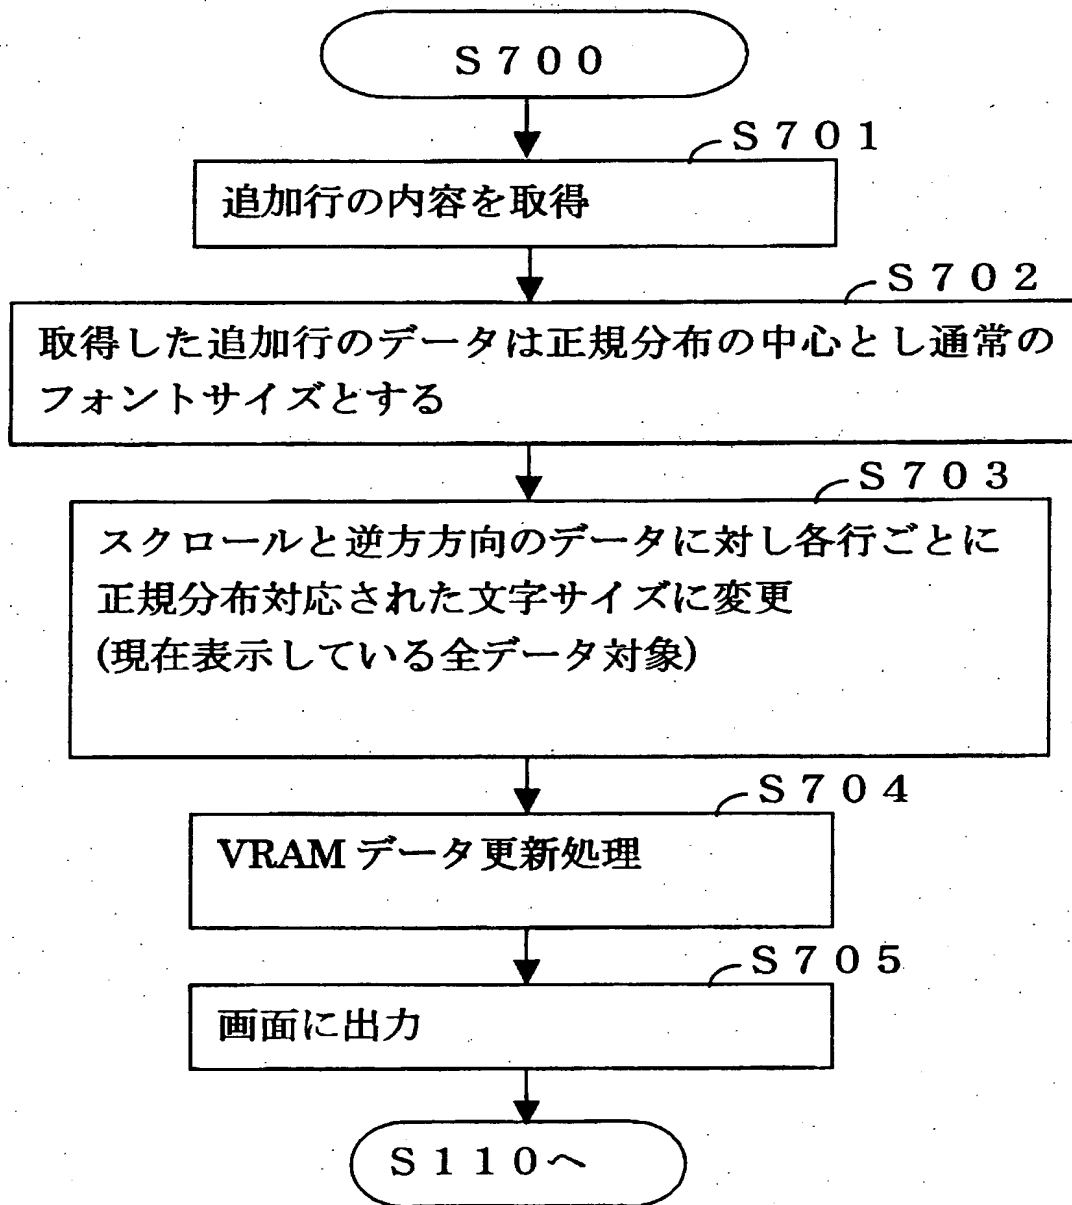 S700
S701
追加行の内容を取得
S702
取得した追加行のデータは正規分布の中心とし通常の
フォントサイズとする
S703
スクロールと逆方方向のデータに対し各行ごとに
正規分布対応された文字サイズに変更
(現在表示している全データ対象)
S704
VRAM データ更新処理
S705
画面に出力
S110へ